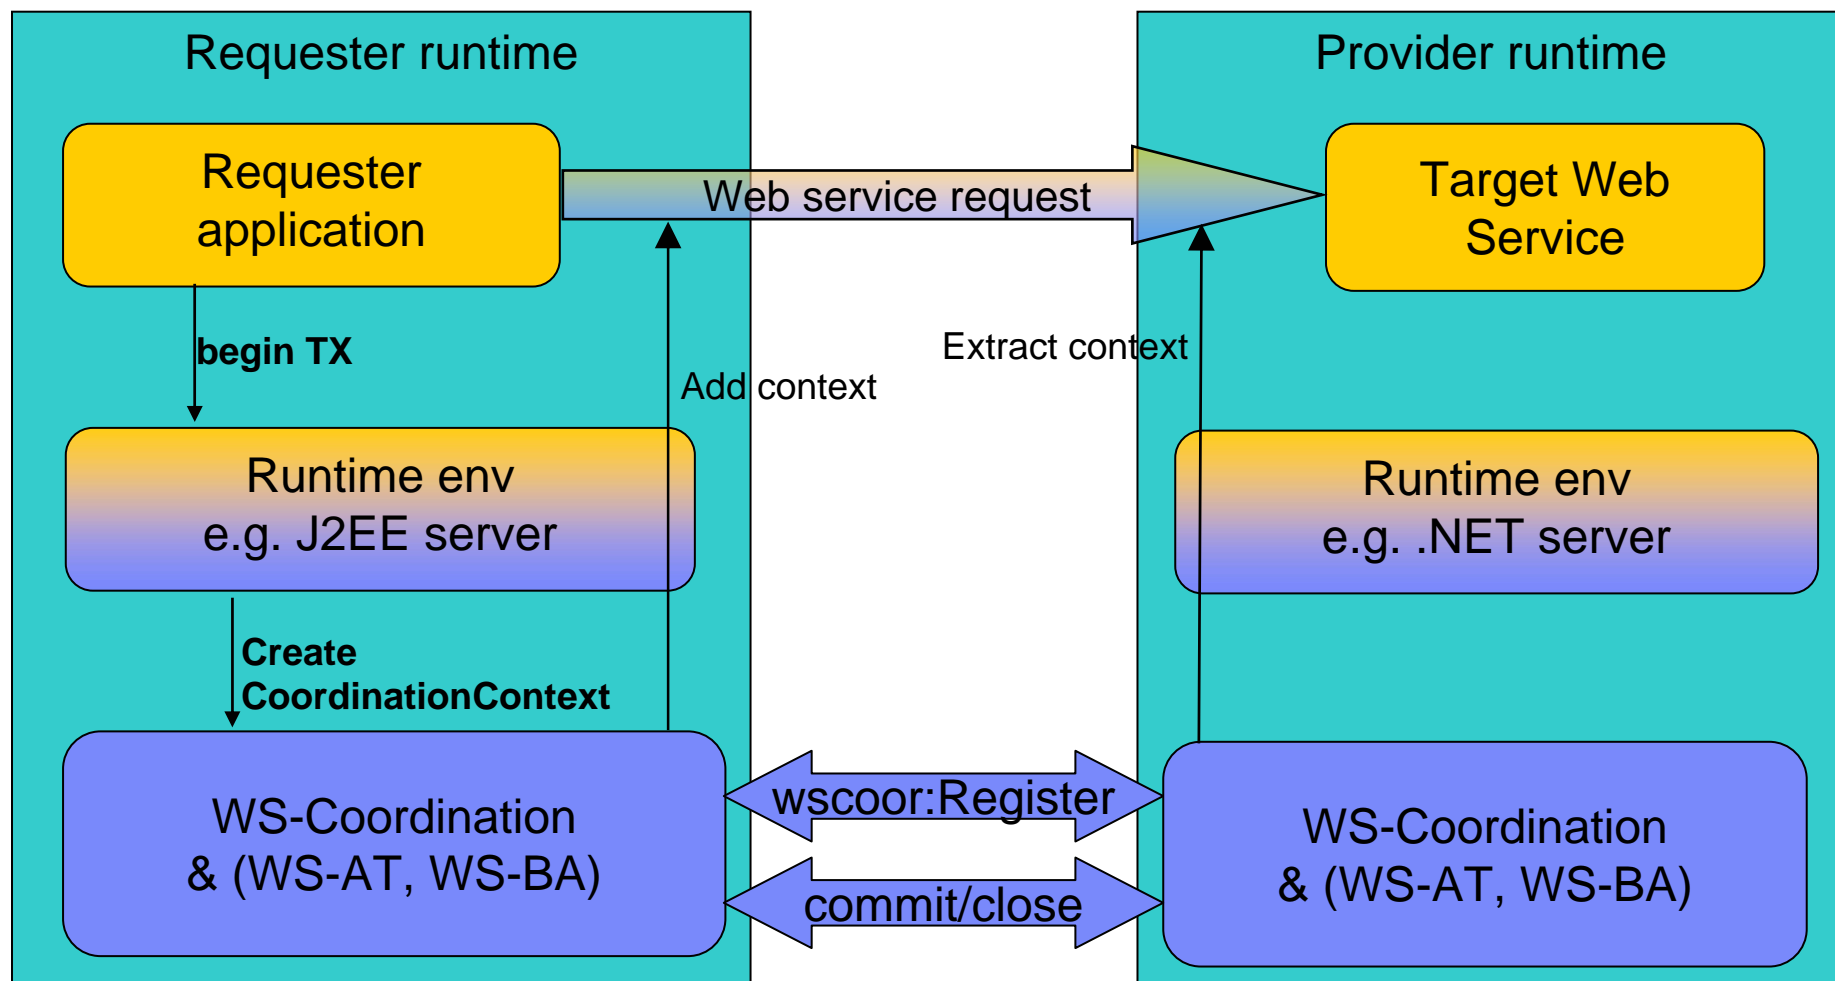 Requester runtime
Provider runtime
Requester
application
Web service request
Target Web
Service
begin TX
Add context
Extract context
Runtime env
e.g. J2EE server
Runtime env
e.g. .NET server
Create
CoordinationContext
WS-Coordination
& (WS-AT, WS-BA)
wscoor:Register
commit/close
WS-Coordination
& (WS-AT, WS-BA)